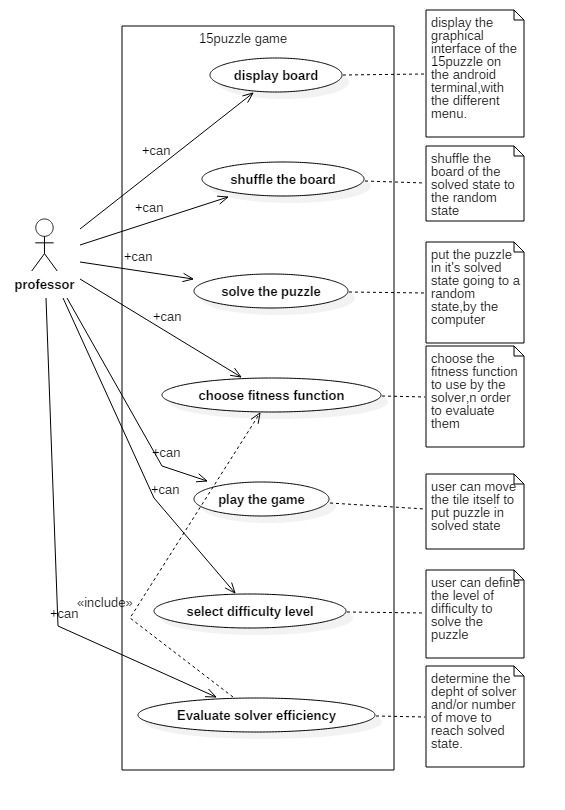 15puzzle game
display board
display the
graphical
interface of the
15puzzle on
the android
terminal,with
the different
menu.
+can
shuffle the board
shuffle the
board of the
solved state to
the random
state
+can
+can
solve the puzzle
put the puzzle
in it's solved
state going to a
random
state,by the
computer
professor
+can
choose fitness function
choose the
fitness function
to use by the
solver,n order
to evaluate
them
+can
+can
play the game
user can move
the tile itself to
put puzzle in
solved state
«include»
+can
select difficulty level
user can define
the level of
difficulty to
solve the
puzzle
Evaluate solver efficiency
determine the
depht of solver
and/or number
of move to
reach solved
state.